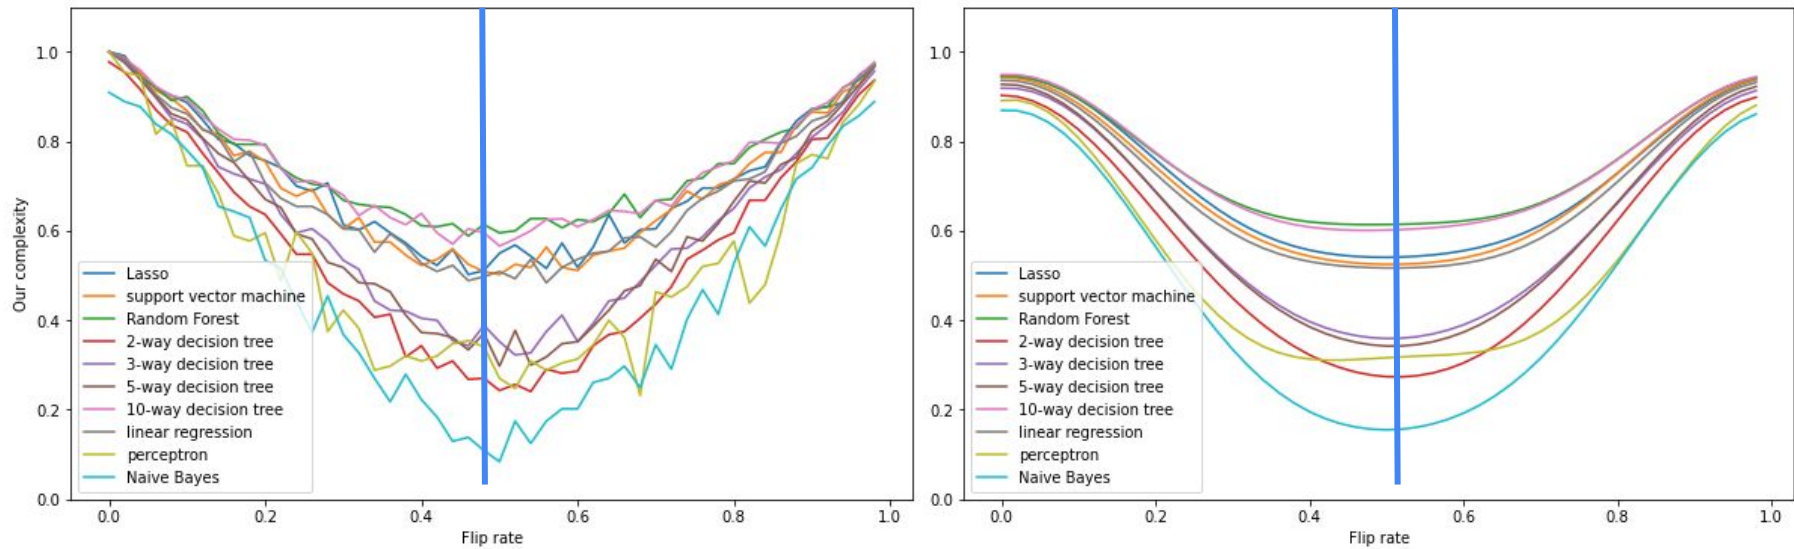 Our complexity
1.0
0.8
0.6
0.4
0.2
0.0
Lasso
support vector machine
Random Forest
2-way decision tree
3-way decision tree
5-way decision tree
10-way decision tree
linear regression
perceptron
Naive Bayes
0.0 0.2 0.4 0.6 0.8 1.0
Flip rate
1.0
0.8
0.6
0.4
0.2
0.0
Lasso
support vector machine
Random Forest
2-way decision tree
3-way decision tree
5-way decision tree
10-way decision tree
linear regression
perceptron
Naive Bayes
0.0 0.2 0.4 0.6 0.8 1.0
Flip rate